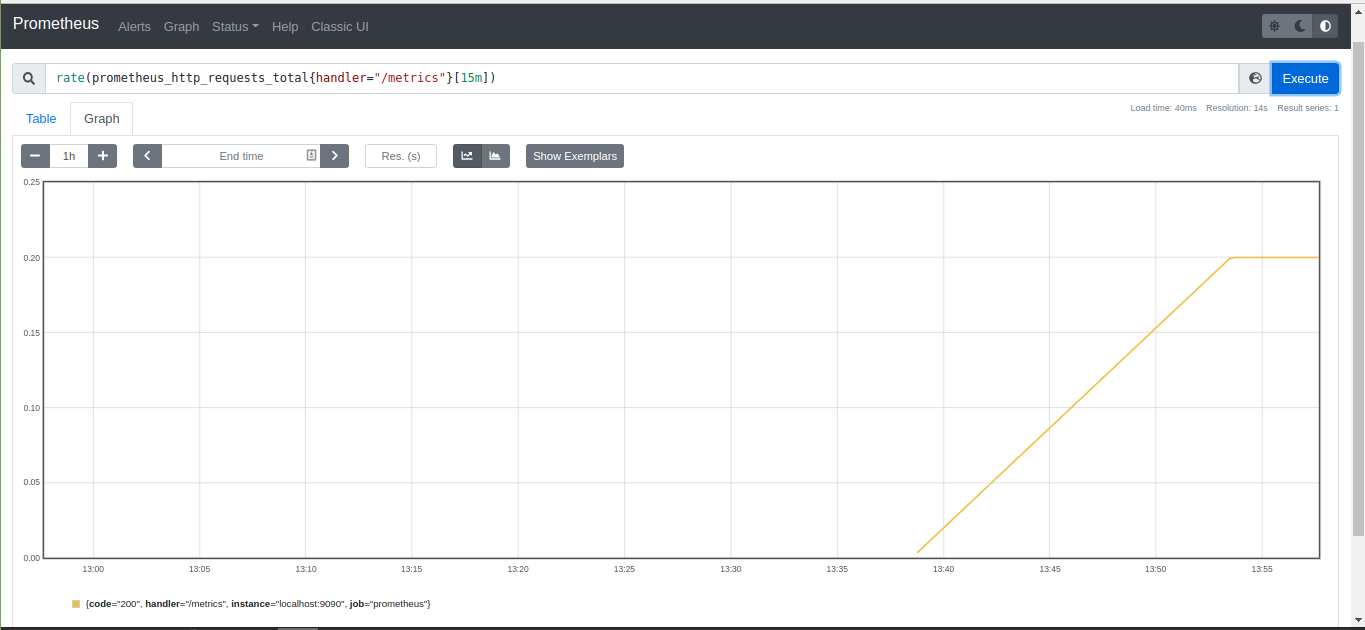 Prometheus Alerts Graph Status Help Classic UI
rate(prometheus_http_requests_total{handler="/metrics"}[15m]) Execute
Load time: 40ms Resolution: 14s Result series: 1
Table Graph
1h End time Res. (s) Show Exemplars
0.25
0.20
0.15
0.10
0.05
0.00
13:00 13:05 13:10 13:15 13:20 13:25 13:30 13:35 13:40 13:45 13:50 13:55
{code="200", handler="/metrics", instance="localhost:9090", job="prometheus"}